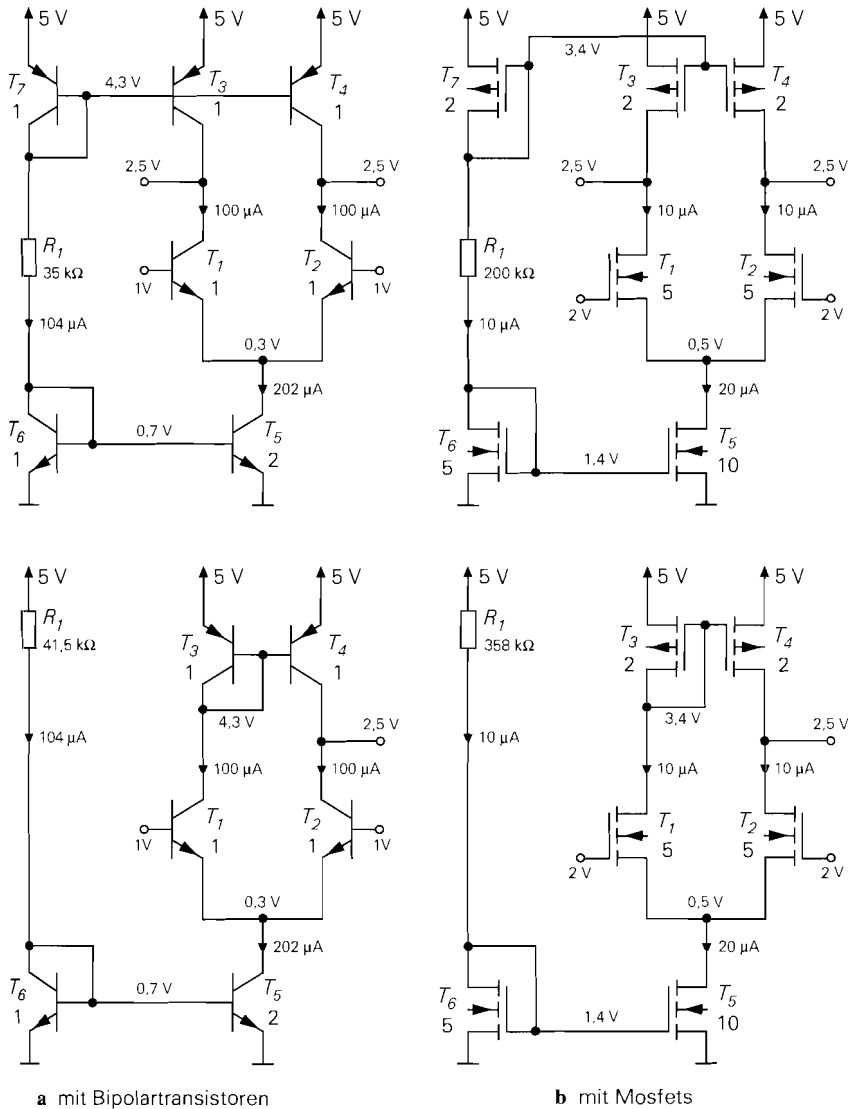 5 V 5 V 5 V
T7 4,3 V T3 T4
1 1 1
2,5 V 2,5 V
100 µA 100 µA
R1
35 kΩ
T1 T2
1V 1 1 1V
104 µA
0,3 V
202 µA
T6 0,7 V T5
1 2
5 V 5 V 5 V
3,4 V
T7 T3 T4
2 2 2
2,5 V 2,5 V
10 µA 10 µA
R1
200 kΩ
T1 T2
5 5
10 µA 2 V 2 V
0,5 V
20 µA
T6 T5
5 1,4 V 10
5 V 5 V 5 V
R1
41,5 kΩ
T3 T4
1 1
4,3 V 2,5 V
104 µA
100 µA 100 µA
T1 T2
1V 1 1 1V
0,3 V
202 µA
T6 0,7 V T5
1 2
5 V 5 V 5 V
R1
358 kΩ
T3 T4
2 2
3,4 V 2,5 V
10 µA 10 µA 10 µA
T1 T2
5 5
2 V 2 V
0,5 V
20 µA
T6 T5
5 1,4 V 10
a mit Bipolartransistoren
b mit Mosfets